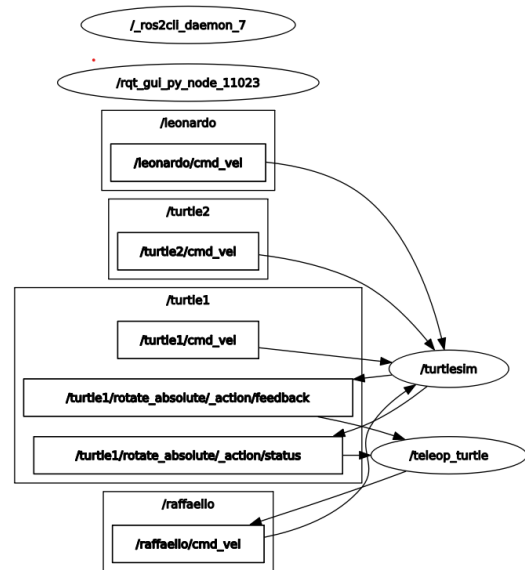 /_ros2cli_daemon_7
/rqt_gui_py_node_11023
/leonardo
/leonardo/cmd_vel
/turtle2
/turtle2/cmd_vel
/turtle1
/turtle1/cmd_vel
/turtlesim
/turtle1/rotate_absolute/_action/feedback
/turtle1/rotate_absolute/_action/status
/teleop_turtle
/raffaello
/raffaello/cmd_vel